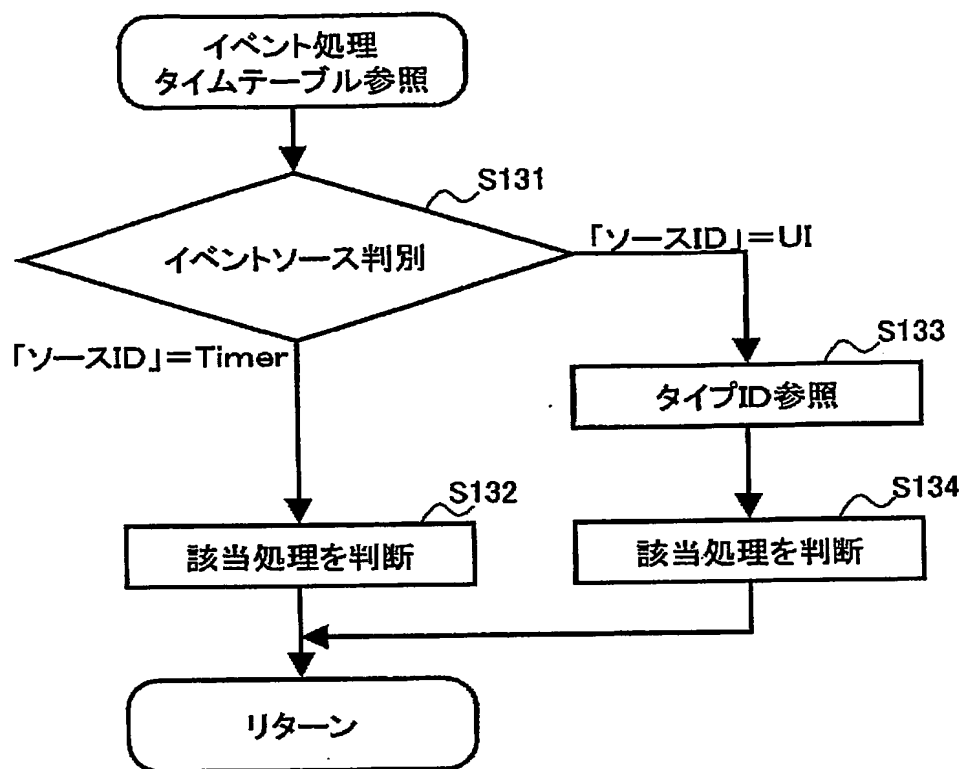 イベント処理
タイムテーブル参照
S131
イベントソース判別
「ソースID」=UI
「ソースID」=Timer
S133
タイプID参照
S132
該当処理を判断
S134
該当処理を判断
リターン